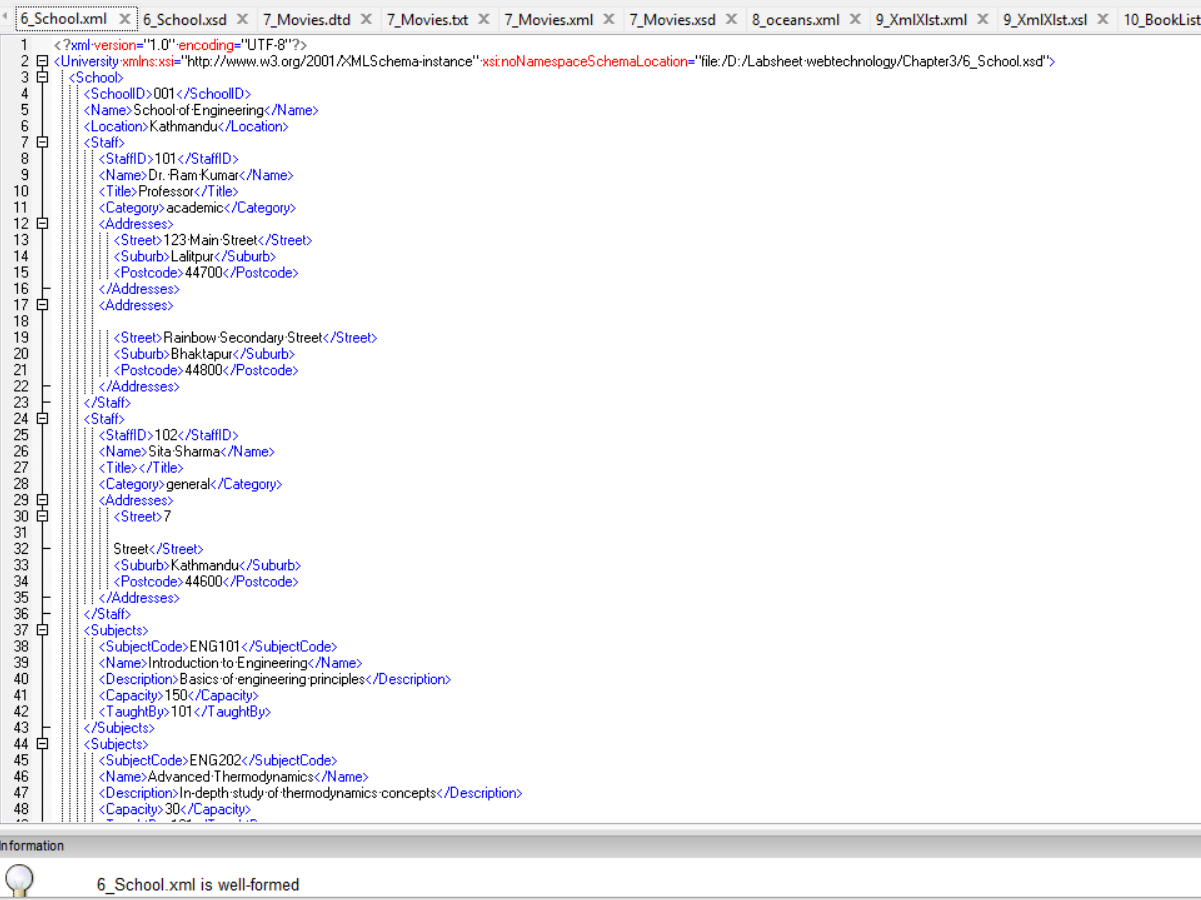 6_School.xml 6_School.xsd 7_Movies.dtd 7_Movies.txt 7_Movies.xml 7_Movies.xsd 8_oceans.xml 9_XmlXlst.xml 9_XmlXlst.xsl 10_BookList
1 <?xml version="1.0" encoding="UTF-8"?>
2 <University xmlns:xsi="http://www.w3.org/2001/XMLSchema-instance" xsi:noNamespaceSchemaLocation="file:/D:/Labsheet webtechnology/Chapter3/6_School.xsd">
3 <School>
4 <SchoolID>001</SchoolID>
5 <Name>School of Engineering</Name>
6 <Location>Kathmandu</Location>
7 <Staff>
8 <StaffID>101</StaffID>
9 <Name>Dr. Ram Kumar</Name>
10 <Title>Professor</Title>
11 <Category>academic</Category>
12 <Addresses>
13 <Street>123 Main Street</Street>
14 <Suburb>Lalitpur</Suburb>
15 <Postcode>44700</Postcode>
16 </Addresses>
17 <Addresses>
18
19 <Street>Rainbow Secondary Street</Street>
20 <Suburb>Bhaktapur</Suburb>
21 <Postcode>44800</Postcode>
22 </Addresses>
23 </Staff>
24 <Staff>
25 <StaffID>102</StaffID>
26 <Name>Sita Sharma</Name>
27 <Title></Title>
28 <Category>general</Category>
29 <Addresses>
30 <Street>7
31
32 Street</Street>
33 <Suburb>Kathmandu</Suburb>
34 <Postcode>44600</Postcode>
35 </Addresses>
36 </Staff>
37 <Subjects>
38 <SubjectCode>ENG101</SubjectCode>
39 <Name>Introduction to Engineering</Name>
40 <Description>Basics of engineering principles</Description>
41 <Capacity>150</Capacity>
42 <TaughtBy>101</TaughtBy>
43 </Subjects>
44 <Subjects>
45 <SubjectCode>ENG202</SubjectCode>
46 <Name>Advanced Thermodynamics</Name>
47 <Description>In-depth study of thermodynamics concepts</Description>
48 <Capacity>30</Capacity>
Information
6_School.xml is well-formed